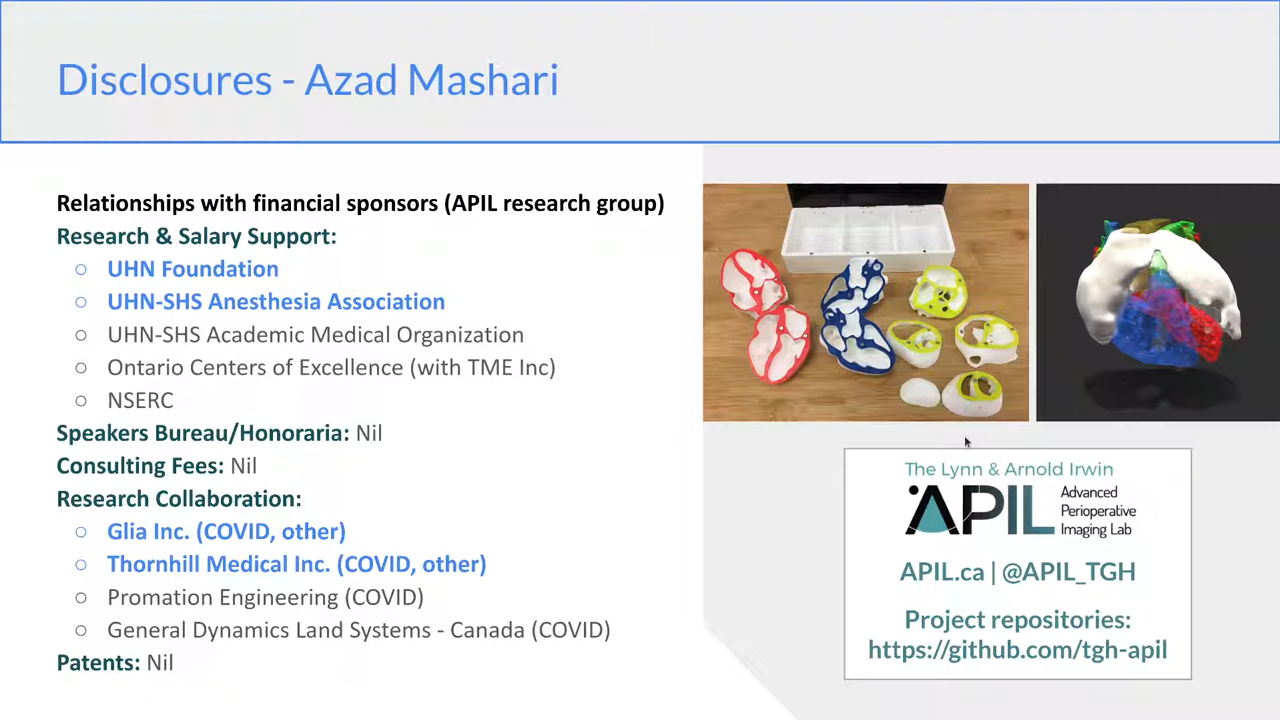 Disclosures - Azad Mashari
Relationships with financial sponsors (APIL research group)
Research & Salary Support:
○ UHN Foundation
○ UHN-SHS Anesthesia Association
○ UHN-SHS Academic Medical Organization
○ Ontario Centers of Excellence (with TME Inc)
○ NSERC
Speakers Bureau/Honoraria: Nil
Consulting Fees: Nil
Research Collaboration:
○ Glia Inc. (COVID, other)
○ Thornhill Medical Inc. (COVID, other)
○ Promation Engineering (COVID)
○ General Dynamics Land Systems - Canada (COVID)
Patents: Nil
The Lynn & Arnold Irwin
APIL
Advanced
Perioperative
Imaging Lab
APIL.ca | @APIL_TGH
Project repositories:
https://github.com/tgh-apil